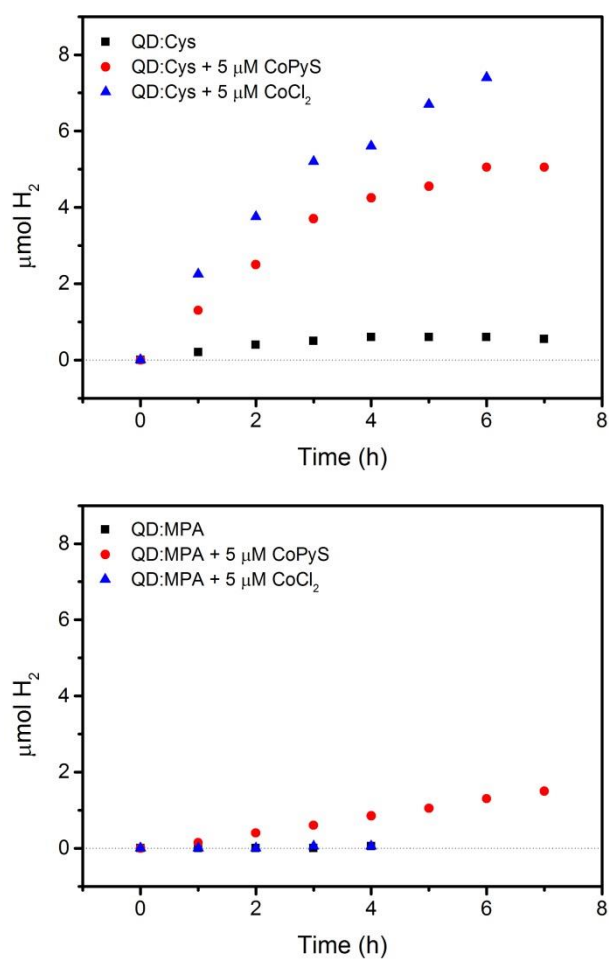 8
6
4
2
0
μmol H2
QD:Cys
QD:Cys + 5 μM CoPyS
QD:Cys + 5 μM CoCl2
0 2 4 6 8
Time (h)
8
6
4
2
0
μmol H2
QD:MPA
QD:MPA + 5 μM CoPyS
QD:MPA + 5 μM CoCl2
0 2 4 6 8
Time (h)